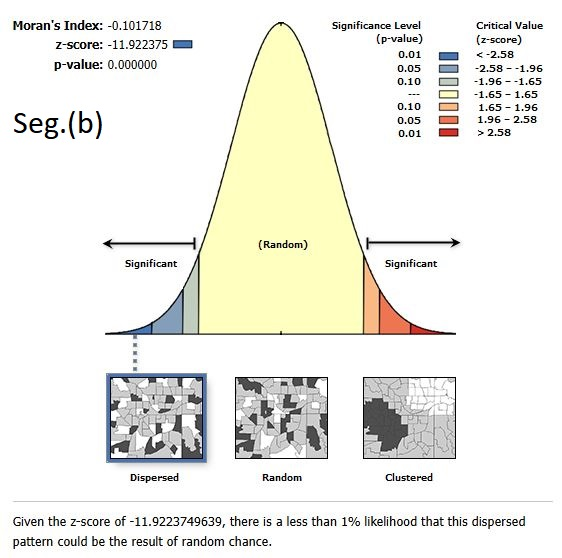 Moran's Index: -0.101718
z-score: -11.922375
p-value: 0.000000
Seg.(b)
Significance Level
(p-value)
Critical Value
(z-score)
0.01 < -2.58
0.05 -2.58 – -1.96
0.10 -1.96 – -1.65
--- -1.65 – 1.65
0.10 1.65 – 1.96
0.05 1.96 – 2.58
0.01 > 2.58
Significant
(Random)
Significant
Dispersed
Random
Clustered
Given the z-score of -11.9223749639, there is a less than 1% likelihood that this dispersed
pattern could be the result of random chance.